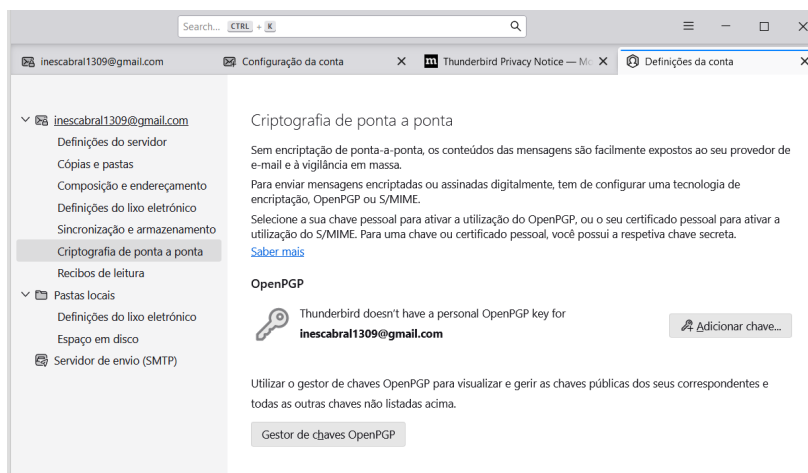 Search... CTRL + K
inescabral1309@gmail.com
Configuração da conta
Thunderbird Privacy Notice — Mo
Definições da conta
inescabral1309@gmail.com
Definições do servidor
Cópias e pastas
Composição e endereçamento
Definições do lixo eletrónico
Sincronização e armazenamento
Criptografia de ponta a ponta
Recibos de leitura
Pastas locais
Definições do lixo eletrónico
Espaço em disco
Servidor de envio (SMTP)
Criptografia de ponta a ponta
Sem encriptação de ponta-a-ponta, os conteúdos das mensagens são facilmente expostos ao seu provedor de
e-mail e à vigilância em massa.
Para enviar mensagens encriptadas ou assinadas digitalmente, tem de configurar uma tecnologia de
encriptação, OpenPGP ou S/MIME.
Selecione a sua chave pessoal para ativar a utilização do OpenPGP, ou o seu certificado pessoal para ativar a
utilização do S/MIME. Para uma chave ou certificado pessoal, você possui a respetiva chave secreta.
Saber mais
OpenPGP
Thunderbird doesn't have a personal OpenPGP key for
inescabral1309@gmail.com
Adicionar chave...
Utilizar o gestor de chaves OpenPGP para visualizar e gerir as chaves públicas dos seus correspondentes e
todas as outras chaves não listadas acima.
Gestor de chaves OpenPGP